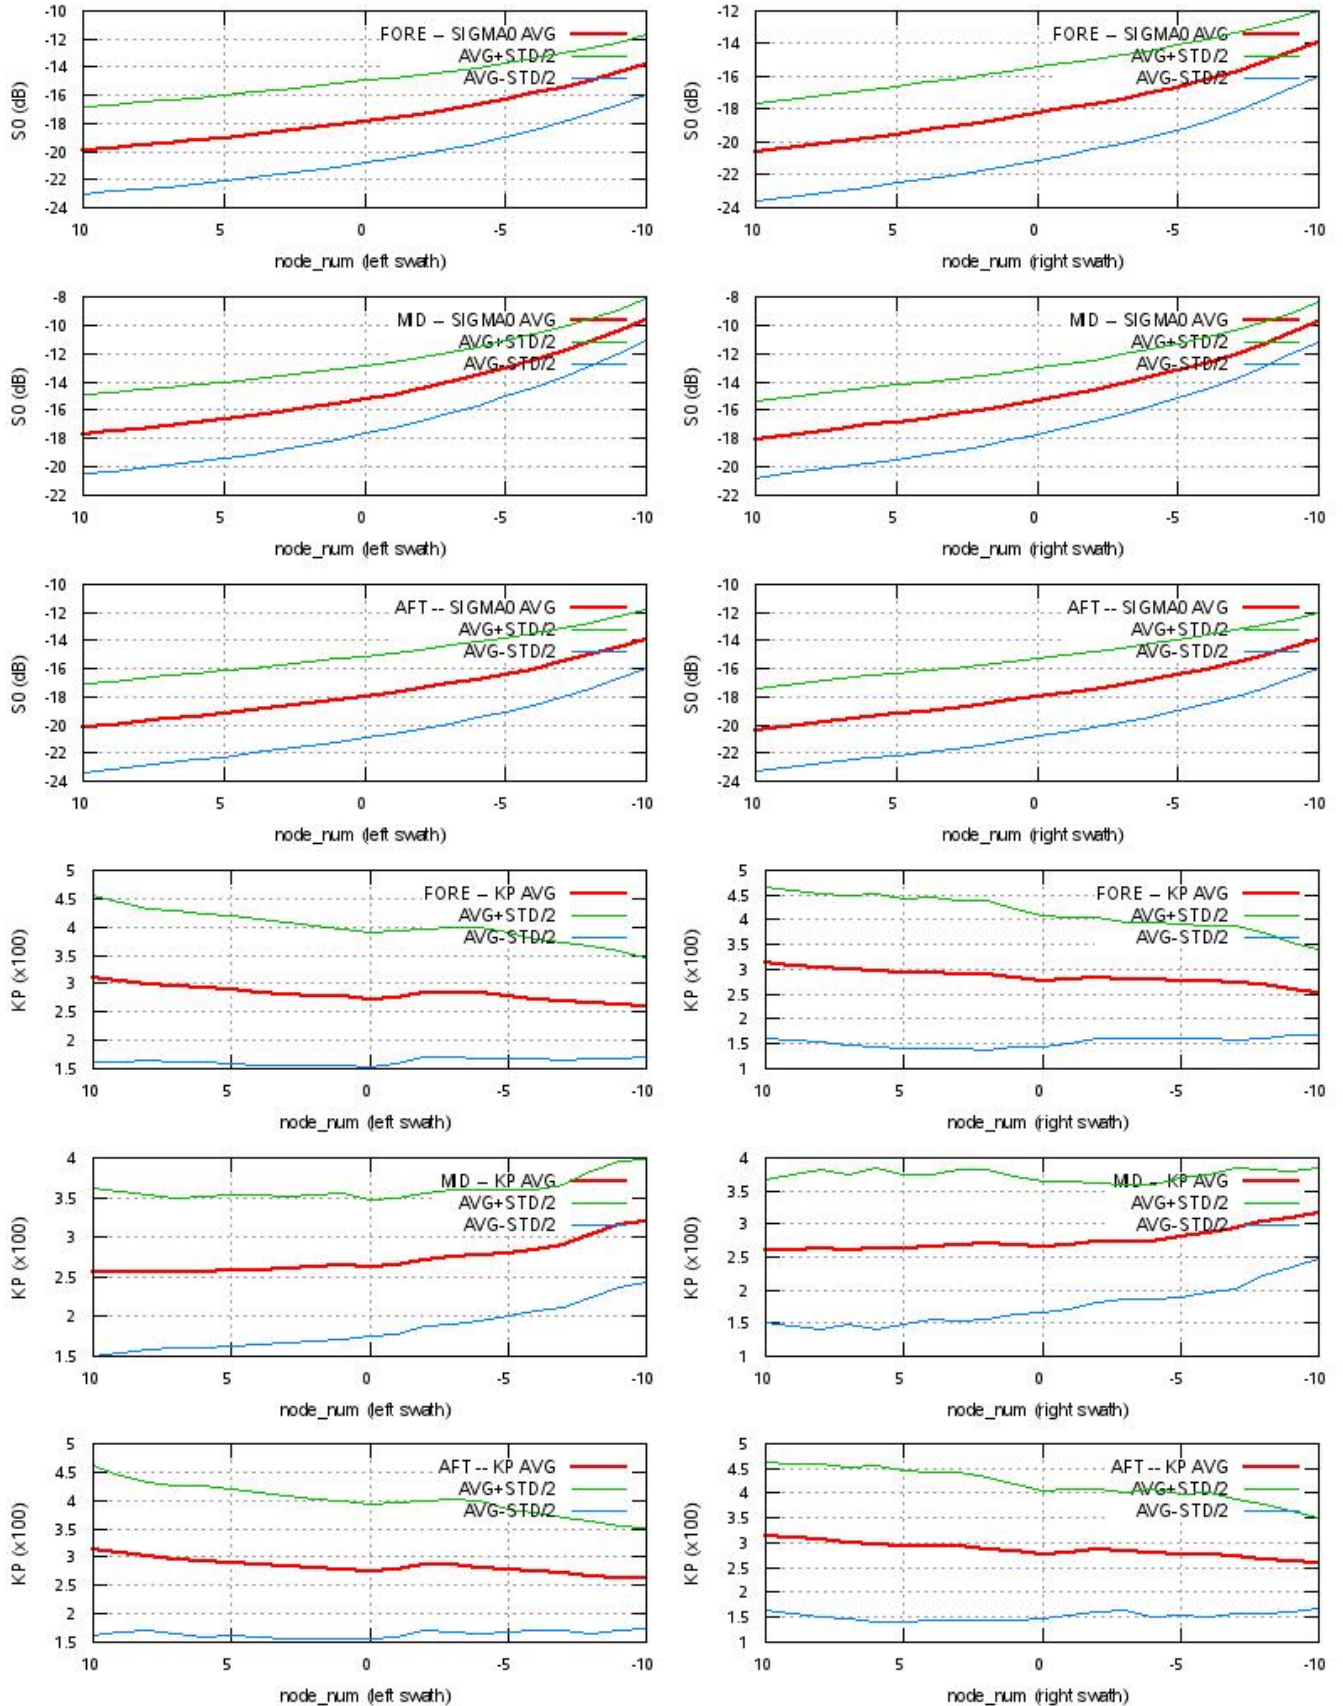 -10
-12
-14
-16
-18
-20
-22
-24
S0 (dB)
FORE – SIGMA0 AVG
AVG+STD/2
AVG-STD/2
10 5 0 -5 -10
node_num (left swath)
-12
-14
-16
-18
-20
-22
-24
S0 (dB)
FORE – SIGMA0 AVG
AVG+STD/2
AVG-STD/2
10 5 0 -5 -10
node_num (right swath)
-8
-10
-12
-14
-16
-18
-20
-22
S0 (dB)
MID – SIGMA0 AVG
AVG+STD/2
AVG-STD/2
10 5 0 -5 -10
node_num (left swath)
-8
-10
-12
-14
-16
-18
-20
-22
S0 (dB)
MID – SIGMA0 AVG
AVG+STD/2
AVG-STD/2
10 5 0 -5 -10
node_num (right swath)
-10
-12
-14
-16
-18
-20
-22
-24
S0 (dB)
AFT -- SIGMA0 AVG
AVG+STD/2
AVG-STD/2
10 5 0 -5 -10
node_num (left swath)
-10
-12
-14
-16
-18
-20
-22
-24
S0 (dB)
AFT -- SIGMA0 AVG
AVG+STD/2
AVG-STD/2
10 5 0 -5 -10
node_num (right swath)
5
4.5
4
3.5
3
2.5
2
1.5
KP (x100)
FORE – KP AVG
AVG+STD/2
AVG-STD/2
10 5 0 -5 -10
node_num (left swath)
5
4.5
4
3.5
3
2.5
2
1.5
1
KP (x100)
FORE – KP AVG
AVG+STD/2
AVG-STD/2
10 5 0 -5 -10
node_num (right swath)
4
3.5
3
2.5
2
1.5
KP (x100)
MID – KP AVG
AVG+STD/2
AVG-STD/2
10 5 0 -5 -10
node_num (left swath)
4
3.5
3
2.5
2
1.5
1
KP (x100)
MID – KP AVG
AVG+STD/2
AVG-STD/2
10 5 0 -5 -10
node_num (right swath)
5
4.5
4
3.5
3
2.5
2
1.5
KP (x100)
AFT -- KP AVG
AVG+STD/2
AVG-STD/2
10 5 0 -5 -10
node_num (left swath)
5
4.5
4
3.5
3
2.5
2
1.5
1
KP (x100)
AFT -- KP AVG
AVG+STD/2
AVG-STD/2
10 5 0 -5 -10
node_num (right swath)